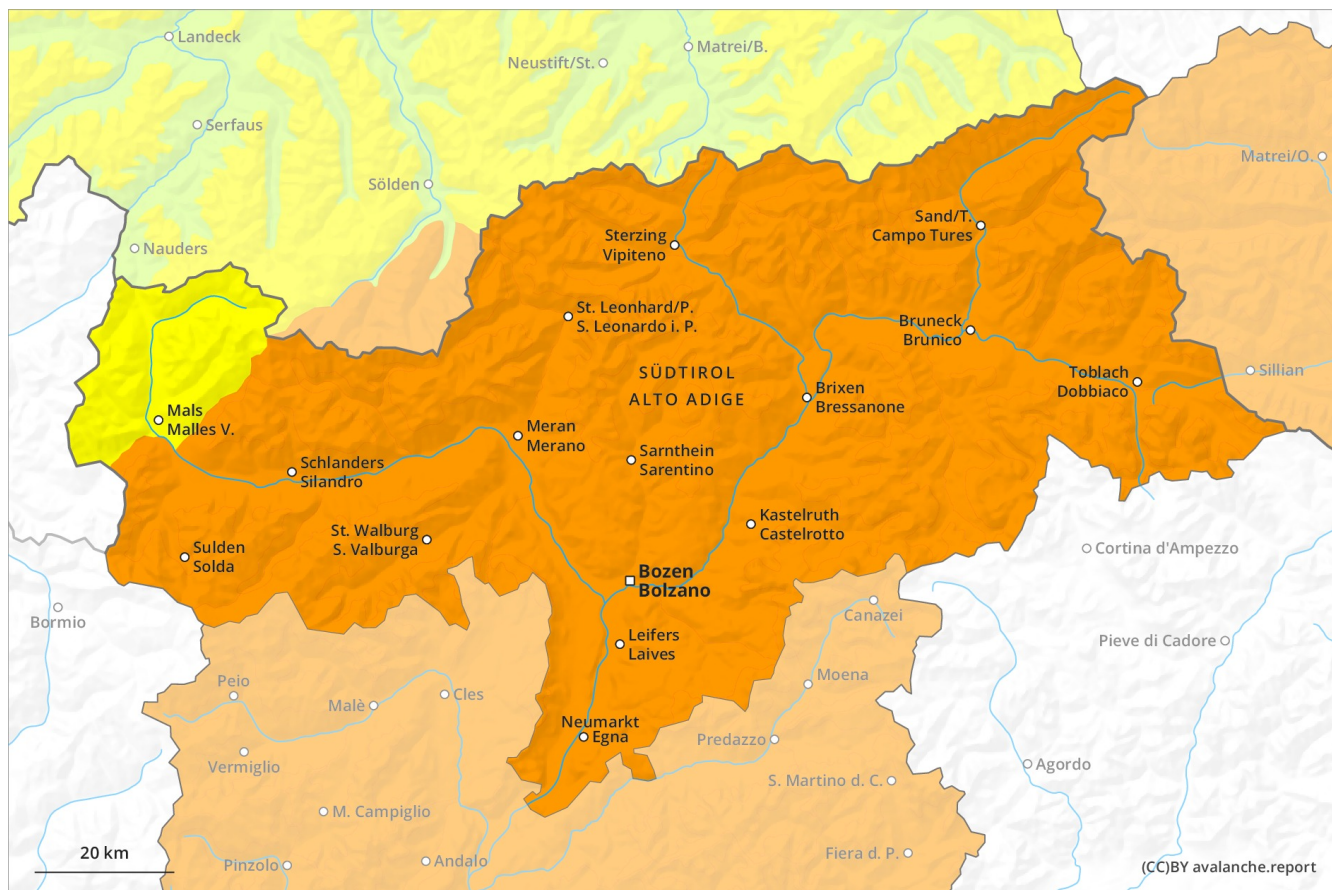 Landeck
Matrei/B.
Neustift/St.
Serfaus
Matrei/O.
Sölden
Sand/T.
Campo Tures
Sterzing
Vipiteno
Nauders
St. Leonhard/P.
S. Leonardo i. P.
Bruneck
Brunico
SÜDTIROL
ALTO ADIGE
Toblach
Dobbiaco
Sillian
Brixen
Bressanone
Mals
Malles V.
Meran
Merano
Schlanders
Silandro
Sarnthein
Sarentino
Kastelruth
Castelrotto
St. Walburg
S. Valburga
Sulden
Solda
Cortina d'Ampezzo
Bozen
Bolzano
Bormio
Canazei
Leifers
Laives
Pieve di Cadore
Peio
Moena
Malè
Cles
Neumarkt
Egna
Predazzo
Vermiglio
Agordo
S. Martino d. C.
M. Campiglio
20 km
Andalo
Fiera d. P.
Pinzolo
(CC)BY avalanche.report